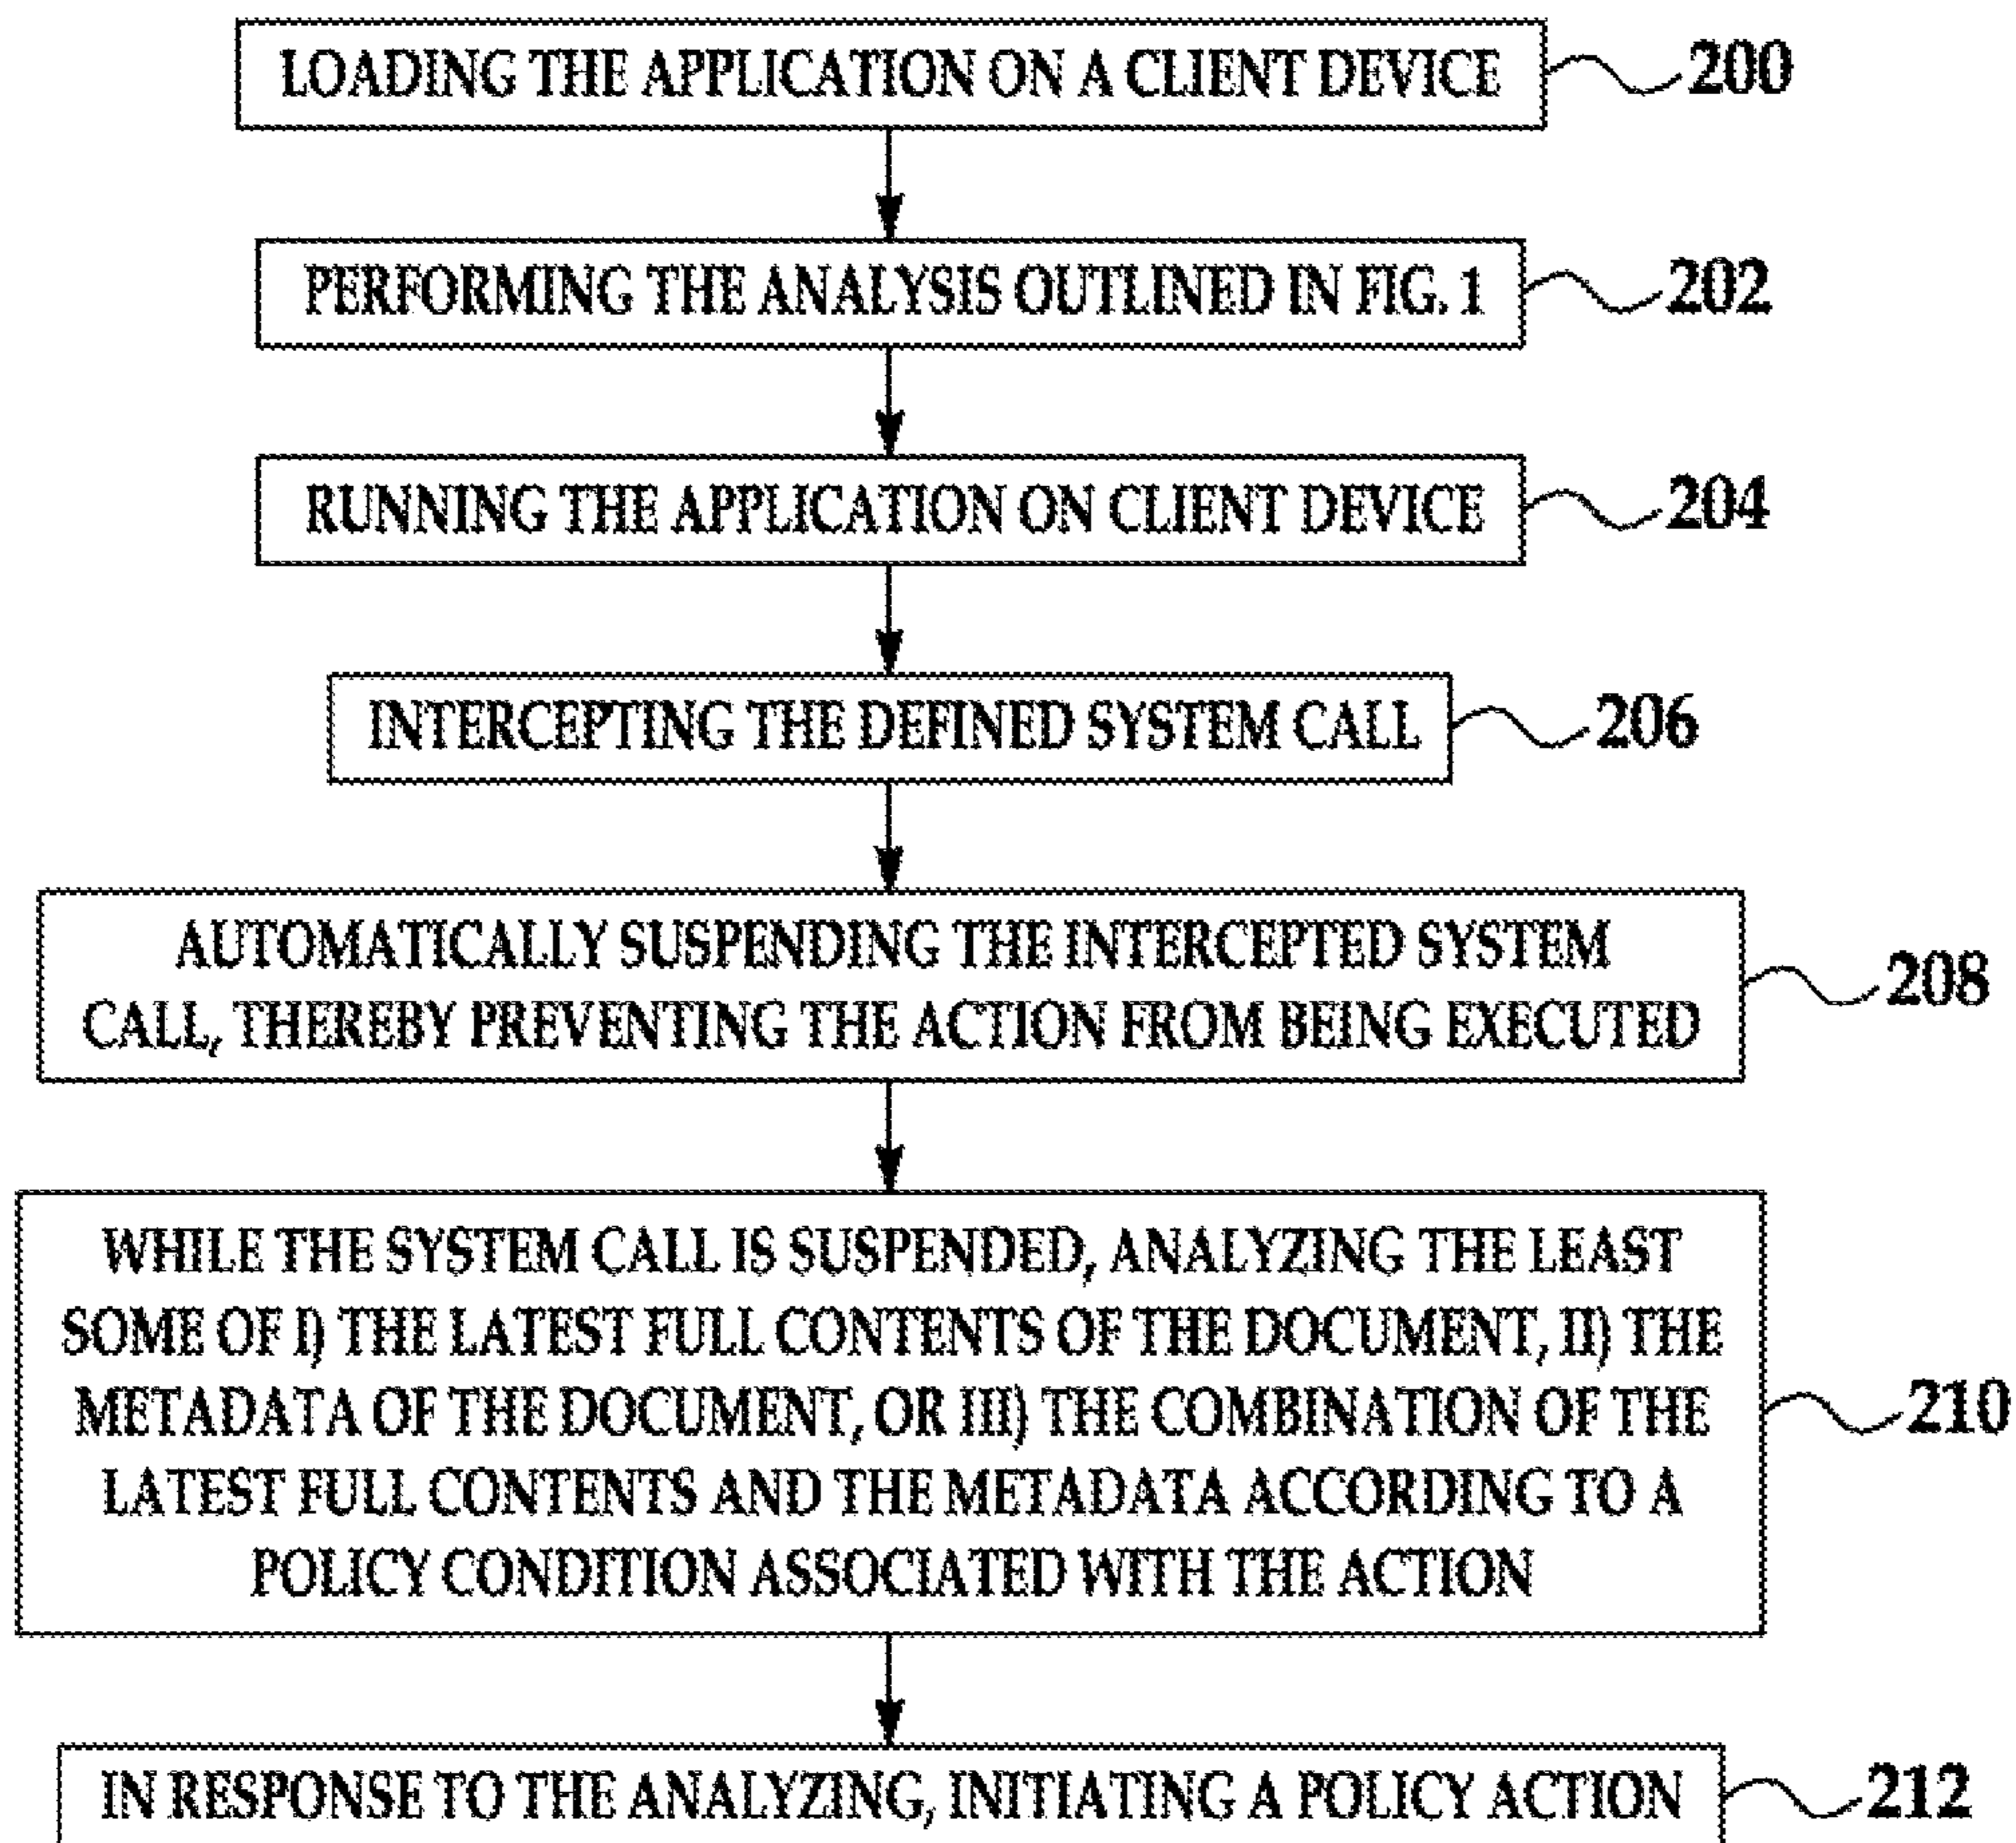 LOADING THE APPLICATION ON A CLIENT DEVICE
200
PERFORMING THE ANALYSIS OUTLINED IN FIG. 1
202
RUNNING THE APPLICATION ON CLIENT DEVICE
204
INTERCEPTING THE DEFINED SYSTEM CALL
206
AUTOMATICALLY SUSPENDING THE INTERCEPTED SYSTEM
CALL, THEREBY PREVENTING THE ACTION FROM BEING EXECUTED
208
WHILE THE SYSTEM CALL IS SUSPENDED, ANALYZING THE LEAST
SOME OF I) THE LATEST FULL CONTENTS OF THE DOCUMENT, II) THE
METADATA OF THE DOCUMENT, OR III) THE COMBINATION OF THE
LATEST FULL CONTENTS AND THE METADATA ACCORDING TO A
POLICY CONDITION ASSOCIATED WITH THE ACTION
210
IN RESPONSE TO THE ANALYZING, INITIATING A POLICY ACTION
212